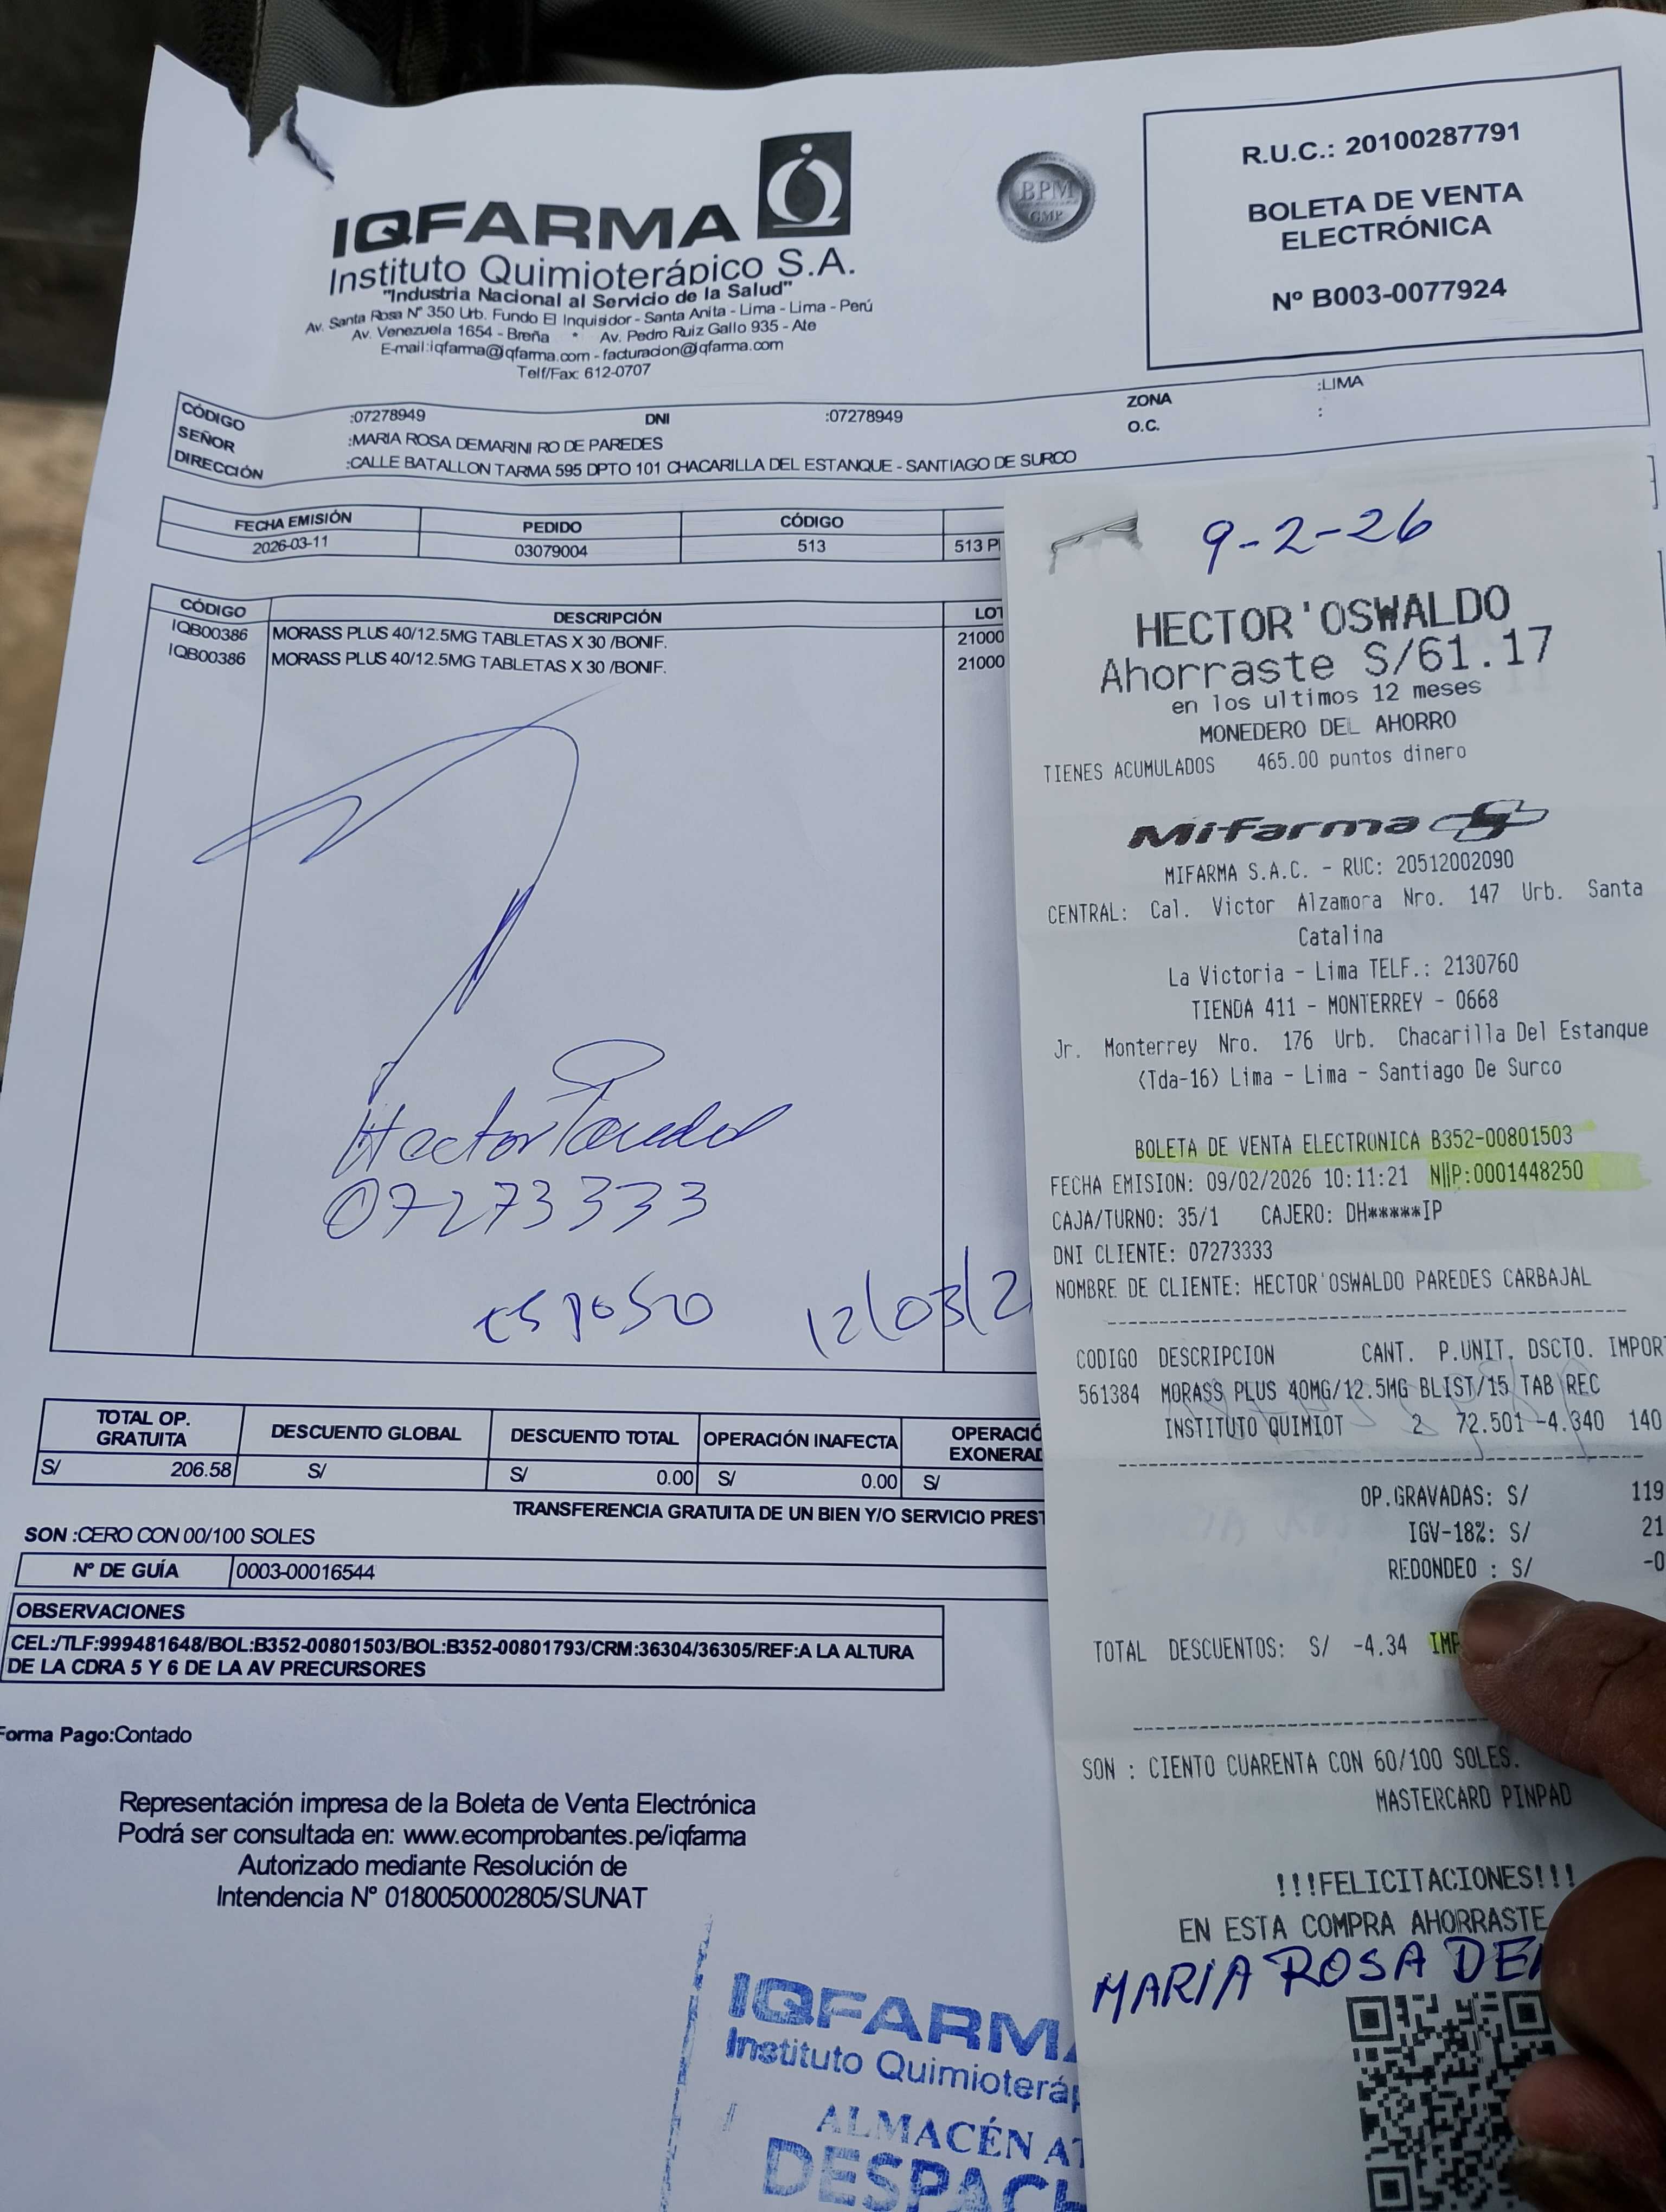 IQFARMA
Instituto Quimioterápico S.A.
"Industria Nacional al Servicio de la Salud"
Av. Santa Rosa N° 350 Urb. Fundo El Inquisidor - Santa Anita - Lima - Lima - Perú
Av. Venezuela 1654 - Breña * Av. Pedro Ruiz Gallo 935 - Ate
E-mail:iqfarma@iqfarma.com - facturacion@iqfarma.com
Telf/Fax: 612-0707
BPM
GMP
R.U.C.: 20100287791
BOLETA DE VENTA
ELECTRÓNICA
Nº B003-0077924
CÓDIGO :07278949 DNI :07278949 ZONA :LIMA
SEÑOR :MARIA ROSA DEMARINI RO DE PAREDES O.C. :
DIRECCIÓN :CALLE BATALLON TARMA 595 DPTO 101 CHACARILLA DEL ESTANQUE - SANTIAGO DE SURCO
FECHA EMISIÓN PEDIDO CÓDIGO
2026-03-11 03079004 513 513 P
CÓDIGO DESCRIPCIÓN LOT
IQB00386 MORASS PLUS 40/12.5MG TABLETAS X 30 /BONIF. 21000
IQB00386 MORASS PLUS 40/12.5MG TABLETAS X 30 /BONIF. 21000
Hector Paredes
07273333
esposo 12/03/2
TOTAL OP. GRATUITA DESCUENTO GLOBAL DESCUENTO TOTAL OPERACIÓN INAFECTA OPERACIÓ EXONERAD
S/ 206.58 S/ S/ 0.00 S/ 0.00 S/
TRANSFERENCIA GRATUITA DE UN BIEN Y/O SERVICIO PREST
SON :CERO CON 00/100 SOLES
Nº DE GUÍA 0003-00016544
OBSERVACIONES
CEL:/TLF:999481648/BOL:B352-00801503/BOL:B352-00801793/CRM:36304/36305/REF:A LA ALTURA
DE LA CDRA 5 Y 6 DE LA AV PRECURSORES
Forma Pago:Contado
Representación impresa de la Boleta de Venta Electrónica
Podrá ser consultada en: www.ecomprobantes.pe/iqfarma
Autorizado mediante Resolución de
Intendencia N° 0180050002805/SUNAT
IQFARMA
Instituto Quimioteráp
ALMACÉN AT
DESPACH
9-2-26
HECTOR'OSWALDO
Ahorraste S/61.17
en los ultimos 12 meses
MONEDERO DEL AHORRO
TIENES ACUMULADOS 465.00 puntos dinero
Mifarma
MIFARMA S.A.C. - RUC: 20512002090
CENTRAL: Cal. Victor Alzamora Nro. 147 Urb. Santa
Catalina
La Victoria - Lima TELF.: 2130760
TIENDA 411 - MONTERREY - 0668
Jr. Monterrey Nro. 176 Urb. Chacarilla Del Estanque
(Tda-16) Lima - Lima - Santiago De Surco
BOLETA DE VENTA ELECTRONICA B352-00801503
FECHA EMISION: 09/02/2026 10:11:21 N||P:0001448250
CAJA/TURNO: 35/1 CAJERO: DH*****IP
DNI CLIENTE: 07273333
NOMBRE DE CLIENTE: HECTOR'OSWALDO PAREDES CARBAJAL
CODIGO DESCRIPCION CANT. P.UNIT. DSCTO. IMPOR
561384 MORASS PLUS 40MG/12.5MG BLIST/15 TAB REC
INSTITUTO QUIMIOT 2 72.501 -4.340 140
OP.GRAVADAS: S/ 119
IGV-18%: S/ 21
REDONDEO : S/ -0
TOTAL DESCUENTOS: S/ -4.34 IMP
SON : CIENTO CUARENTA CON 60/100 SOLES.
MASTERCARD PINPAD
!!!FELICITACIONES!!!
EN ESTA COMPRA AHORRASTE
MARIA ROSA DE